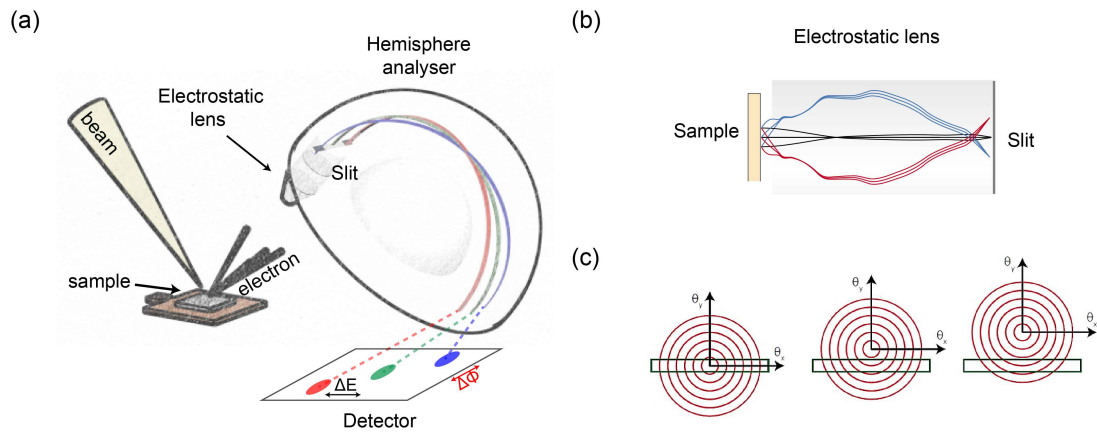 (a)
Hemisphere
analyser
Electrostatic
lens
beam
Slit
sample
electron
ΔE
ΔΦ
Detector
(b)
Electrostatic lens
Sample
Slit
(c)
θy
θx
θy
θx
θy
θx